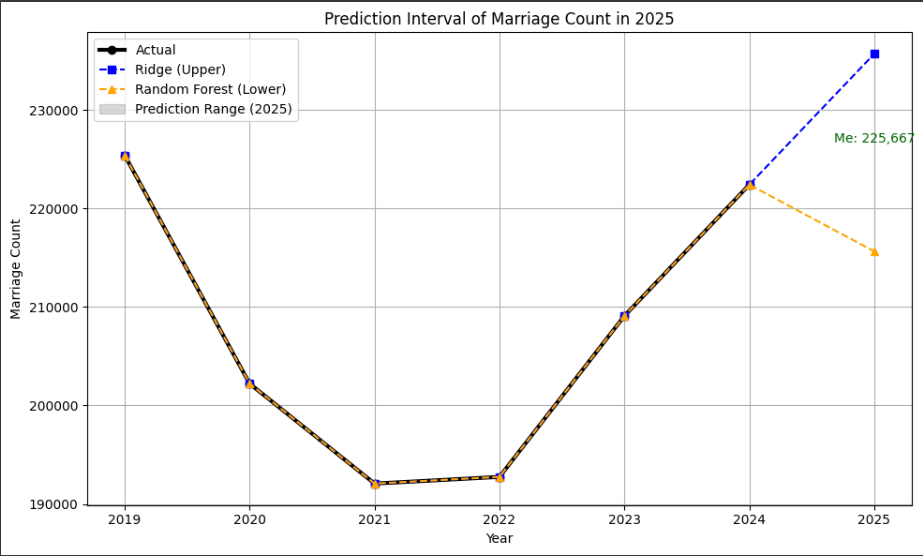 Prediction Interval of Marriage Count in 2025
Actual
Ridge (Upper)
Random Forest (Lower)
Prediction Range (2025)
Me: 225,667
230000
220000
210000
200000
190000
Marriage Count
2019 2020 2021 2022 2023 2024 2025
Year